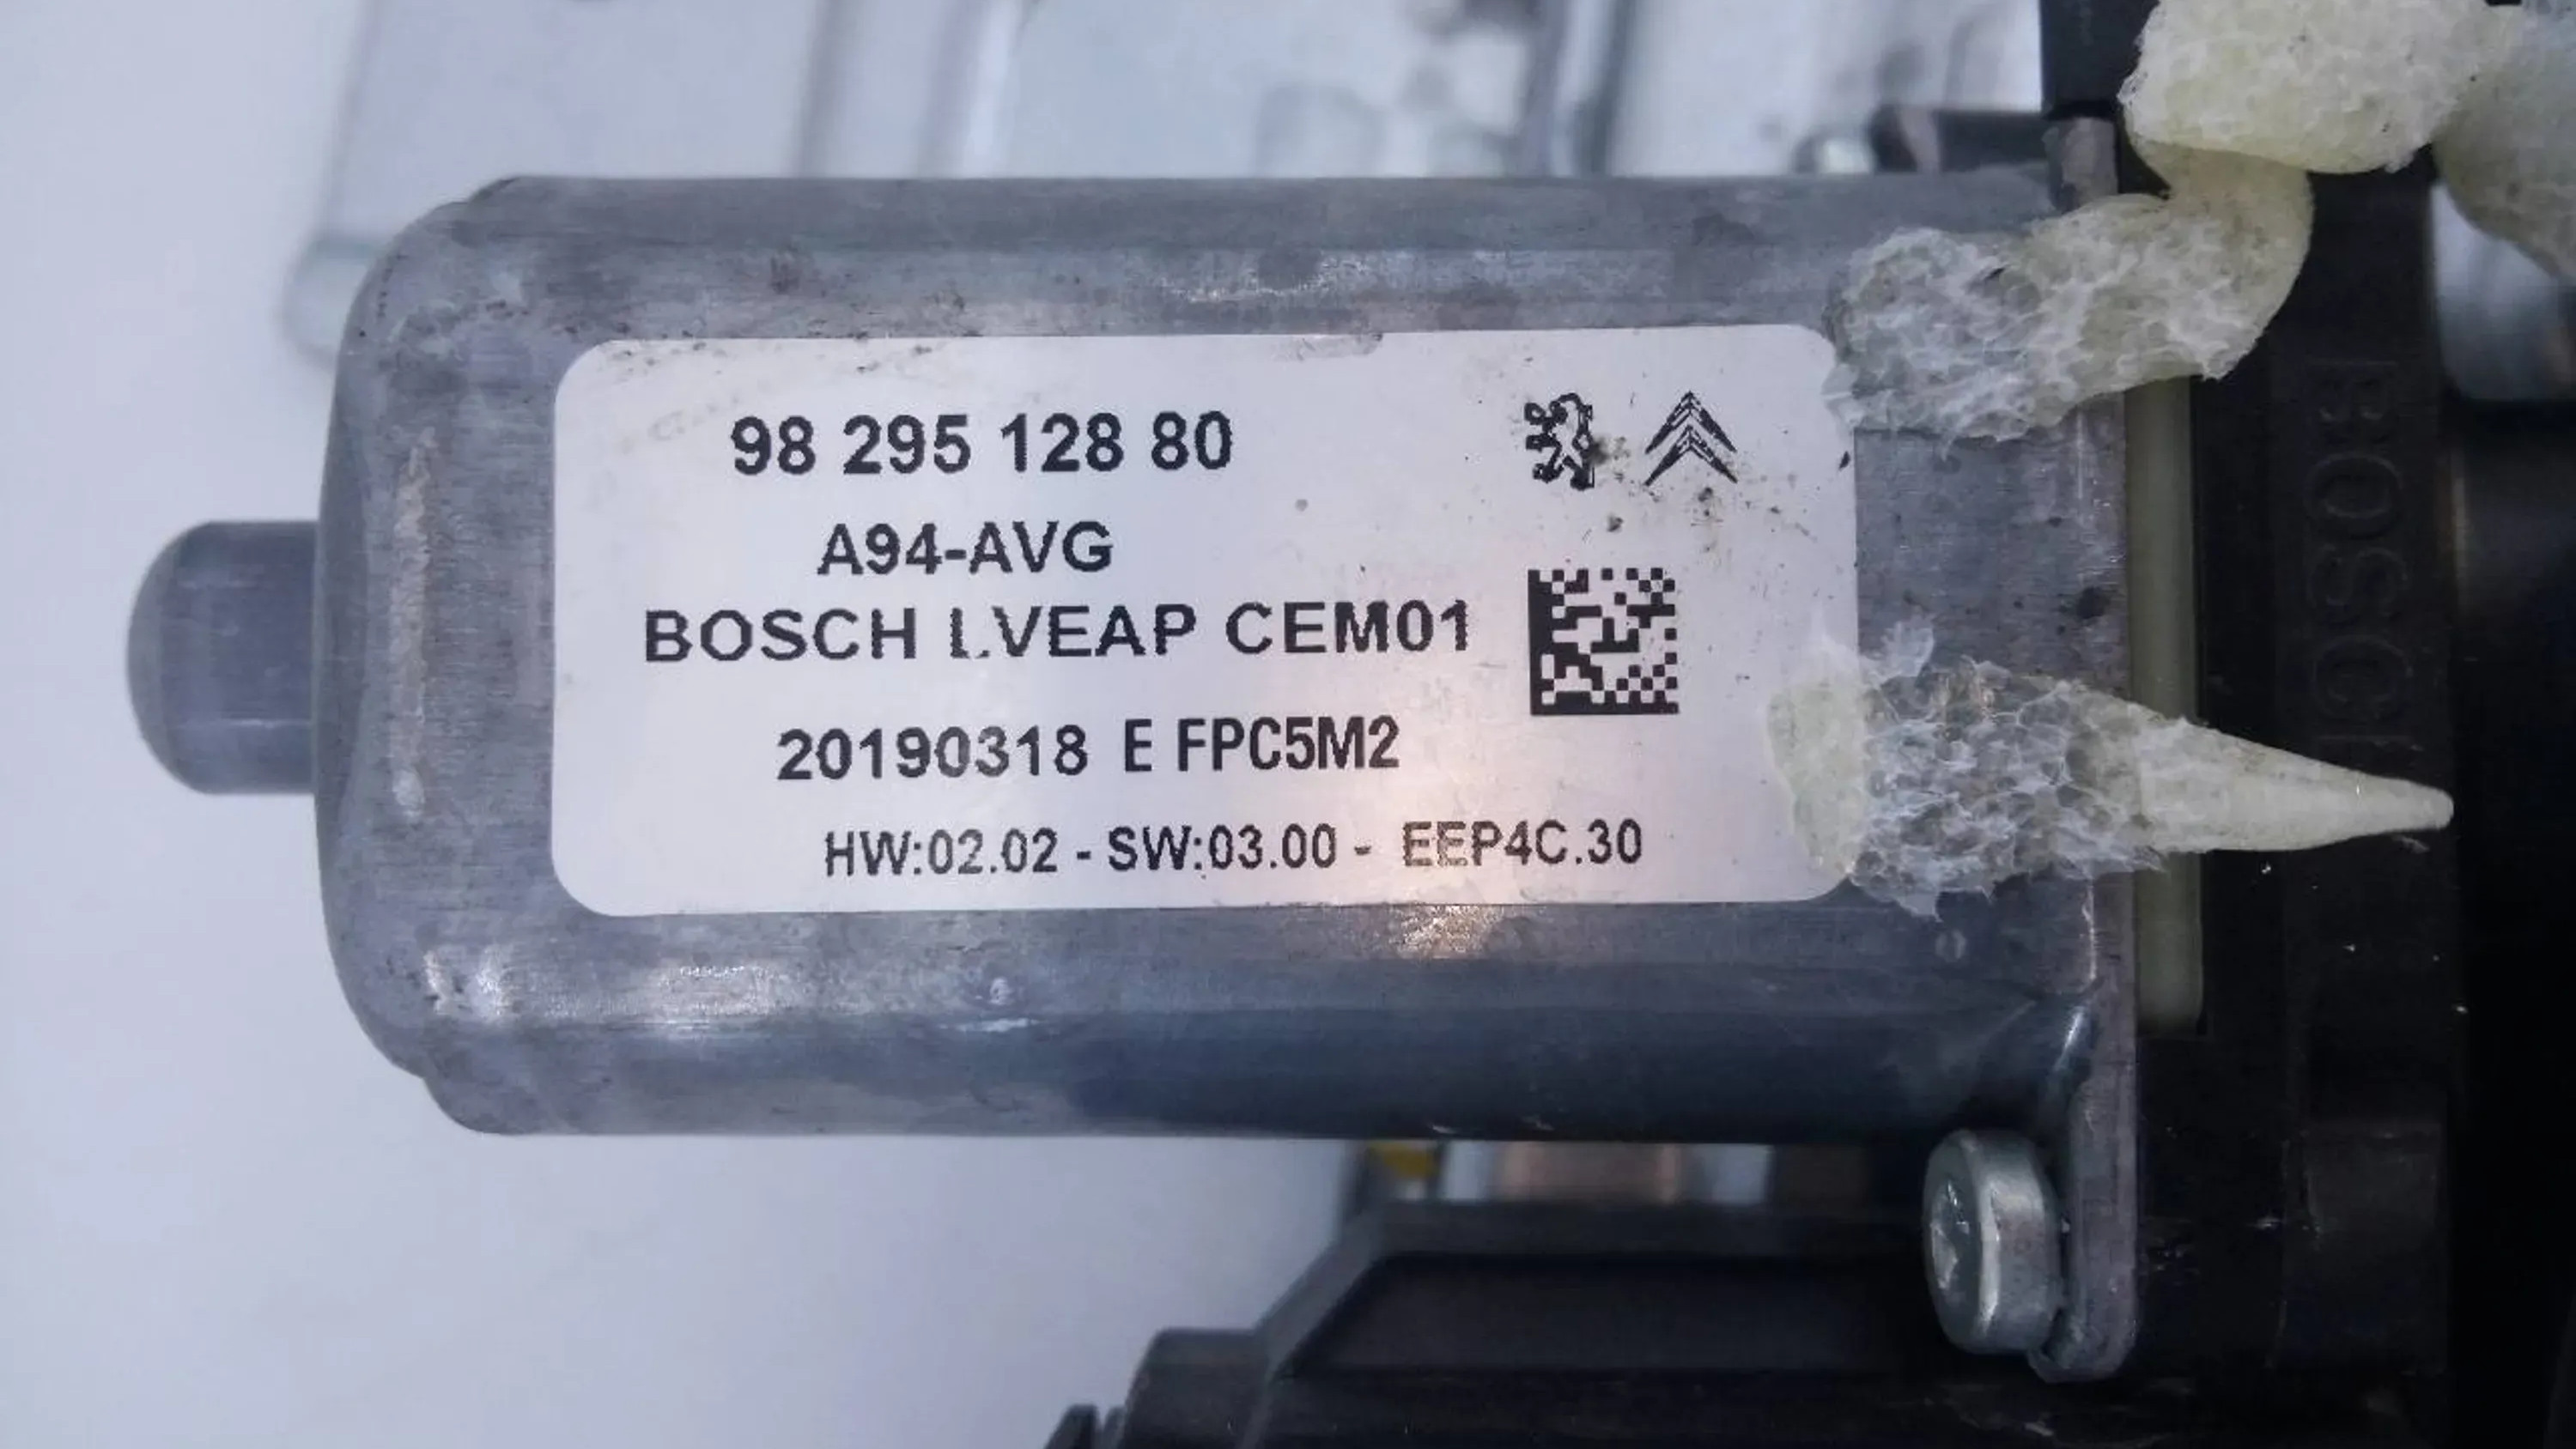 98 295 128 80
A94-AVG
BOSCH LVEAP CEM01
20190318 E FPC5M2
HW:02.02 - SW:03.00 - EEP4C.30
BOSCH